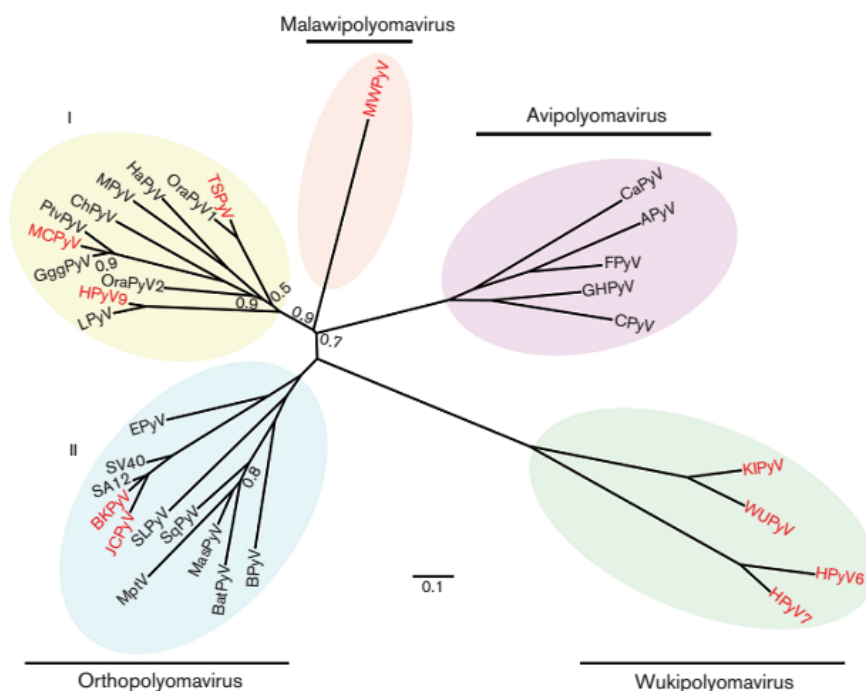 Malawipolyomavirus
MWPyV
Avipolyomavirus
CaPyV
APyV
FPyV
GHPyV
CPyV
I
TSPyV
OraPyV1
HaPyV
MPyV
ChPyV
PtvPyV
MCPyV
GggPyV
0.9
OraPyV2
HPyV9
LPyV
0.9
0.5
0.9
0.7
II
EPyV
SV40
SA12
BKPyV
JCPyV
SLPyV
SqPyV
0.8
MptV
MasPyV
BatPyV
BPyV
KIPyV
WUPyV
HPyV6
HPyV7
0.1
Orthopolyomavirus
Wukipolyomavirus